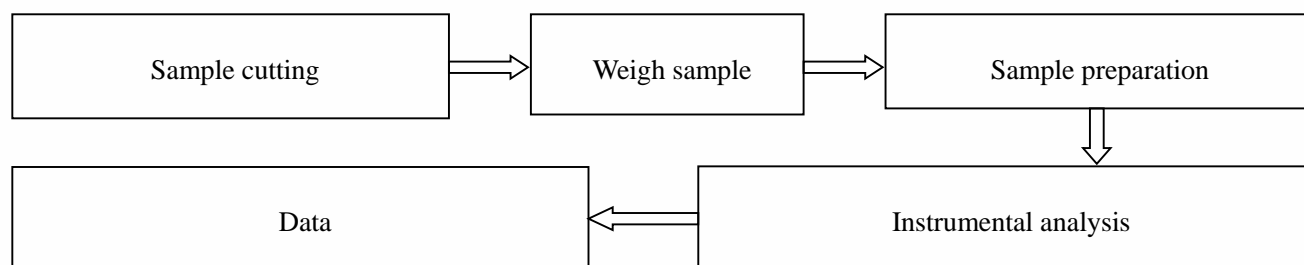 Sample cutting
Weigh sample
Sample preparation
Data
Instrumental analysis